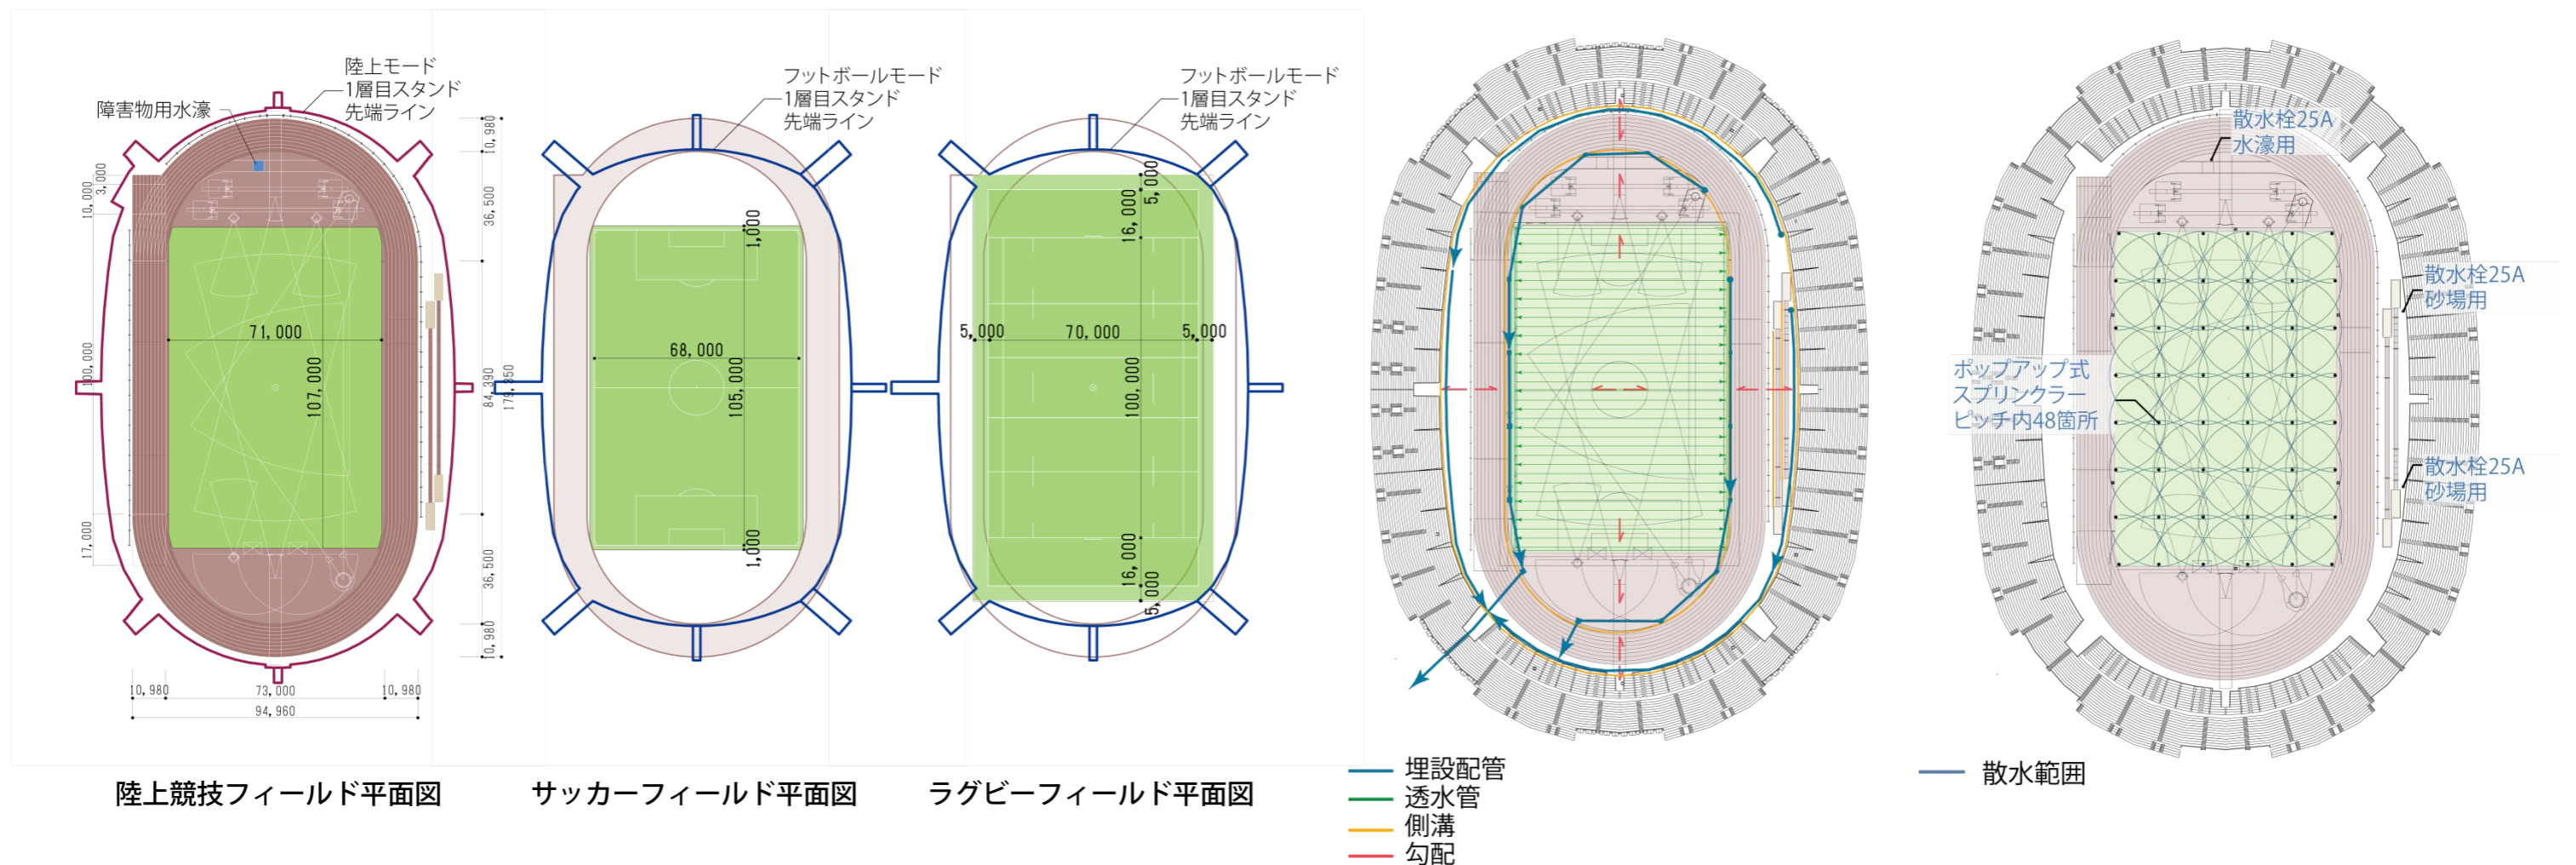 障害物用水濠
陸上モード
1層目スタンド
先端ライン
10,000
3,000
100,000
17,000
71,000
107,000
10,980
36,500
84,390
179,350
36,500
10,980
10,980
73,000
10,980
94,960
陸上競技フィールド平面図
フットボールモード
1層目スタンド
先端ライン
1,000
68,000
105,000
1,000
サッカーフィールド平面図
フットボールモード
1層目スタンド
先端ライン
5,000
16,000
5,000
70,000
5,000
100,000
16,000
5,000
ラグビーフィールド平面図
埋設配管
透水管
側溝
勾配
散水栓25A
水濠用
散水栓25A
砂場用
ポップアップ式
スプリンクラー
ピッチ内48箇所
散水栓25A
砂場用
散水範囲